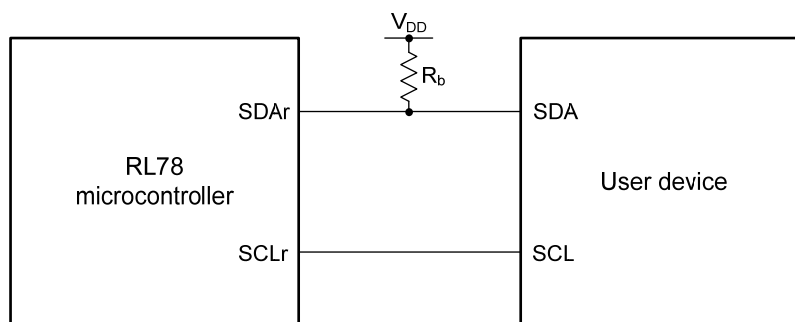 VDD
Rb
SDAr
SDA
RL78
microcontroller
User device
SCLr
SCL